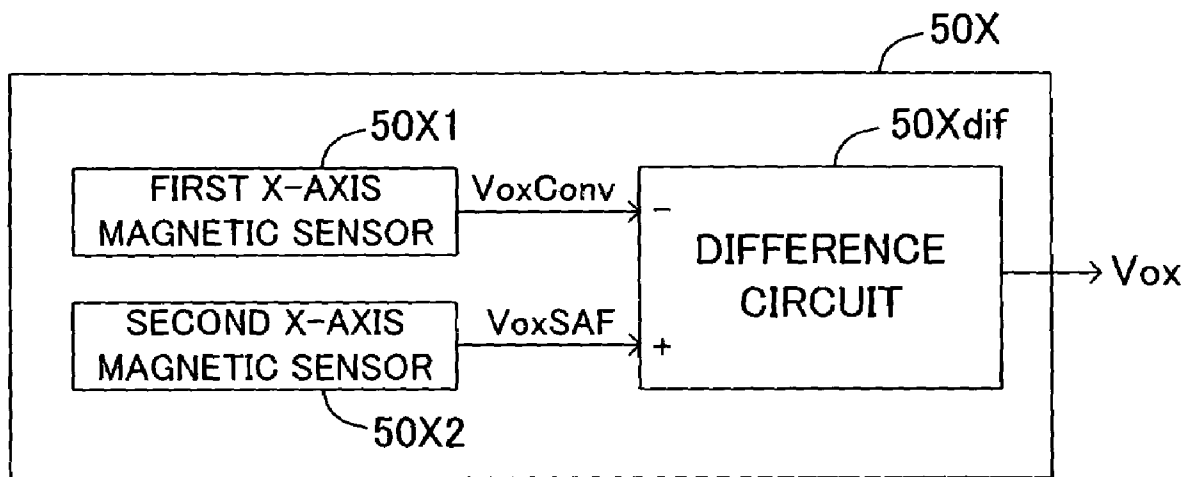 50X
50X1
50Xdif
FIRST X-AXIS
MAGNETIC SENSOR
VoxConv
−
DIFFERENCE
CIRCUIT
Vox
SECOND X-AXIS
MAGNETIC SENSOR
VoxSAF
+
50X2